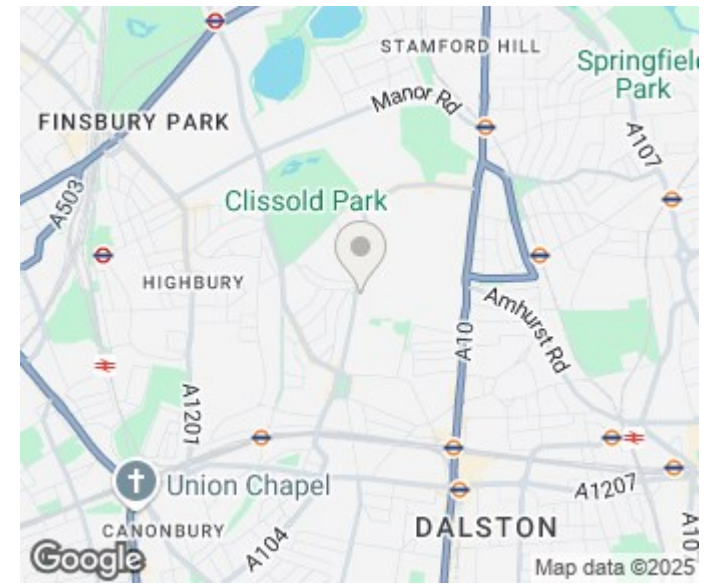 STAMFORD HILL
Springfield
Park
Manor Rd
FINSBURY PARK
A107
A503
Clissold Park
HIGHBURY
Amhurst Rd
A10
A1201
Union Chapel
A1207
CANONBURY
DALSTON
A104
A10
Google
Map data ©2025